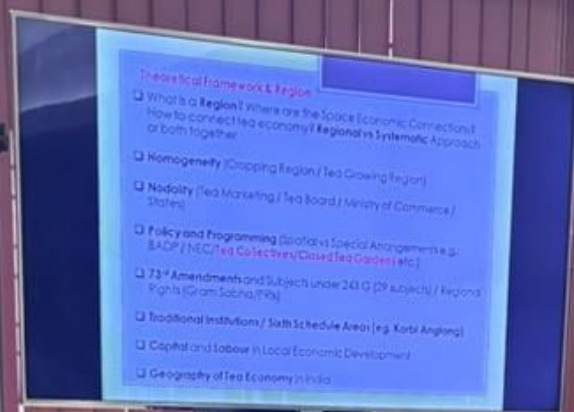 Theoretical Framework & Region
❑ What is a Region? Where are the Space Economic Connections?
How to connect tea economy? Regional vs Systematic Approach
or both together
❑ Homogeneity (Cropping Region / Tea Growing Region)
❑ Nodality (Tea Marketing / Tea Board / Ministry of Commerce /
States)
❑ Policy and Programming (Spatial vs Special Arrangements e.g.
BADP / NEC/Tea Collectives/Closed Tea Gardens etc.)
❑ 73rd Amendments and Subjects under 243 G (29 subjects) / Regional
Rights (Gram Sabha/PRIs)
❑ Traditional Institutions / Sixth Schedule Areas (eg. Karbi Anglong)
❑ Capital and Labour in Local Economic Development
❑ Geography of Tea Economy in India